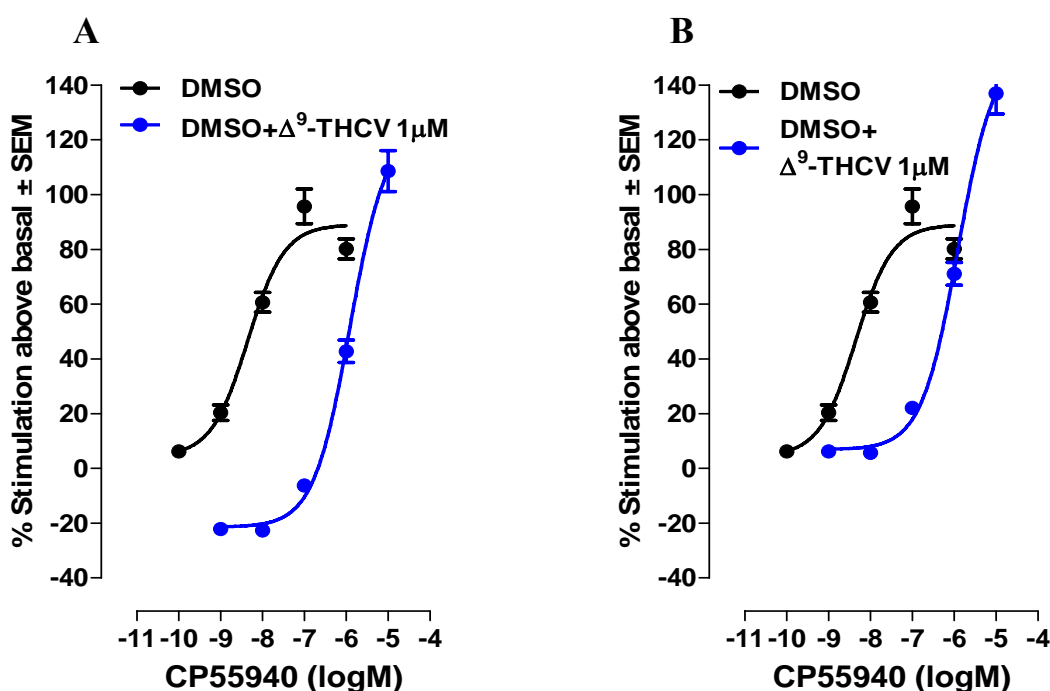 A
% Stimulation above basal ± SEM
140
120
100
80
60
40
20
0
-20
-40
DMSO
DMSO+Δ⁹-THCV 1μM
-11 -10 -9 -8 -7 -6 -5 -4
CP55940 (logM)
B
% Stimulation above basal ± SEM
140
120
100
80
60
40
20
0
-20
-40
DMSO
DMSO+
Δ⁹-THCV 1μM
-11 -10 -9 -8 -7 -6 -5 -4
CP55940 (logM)